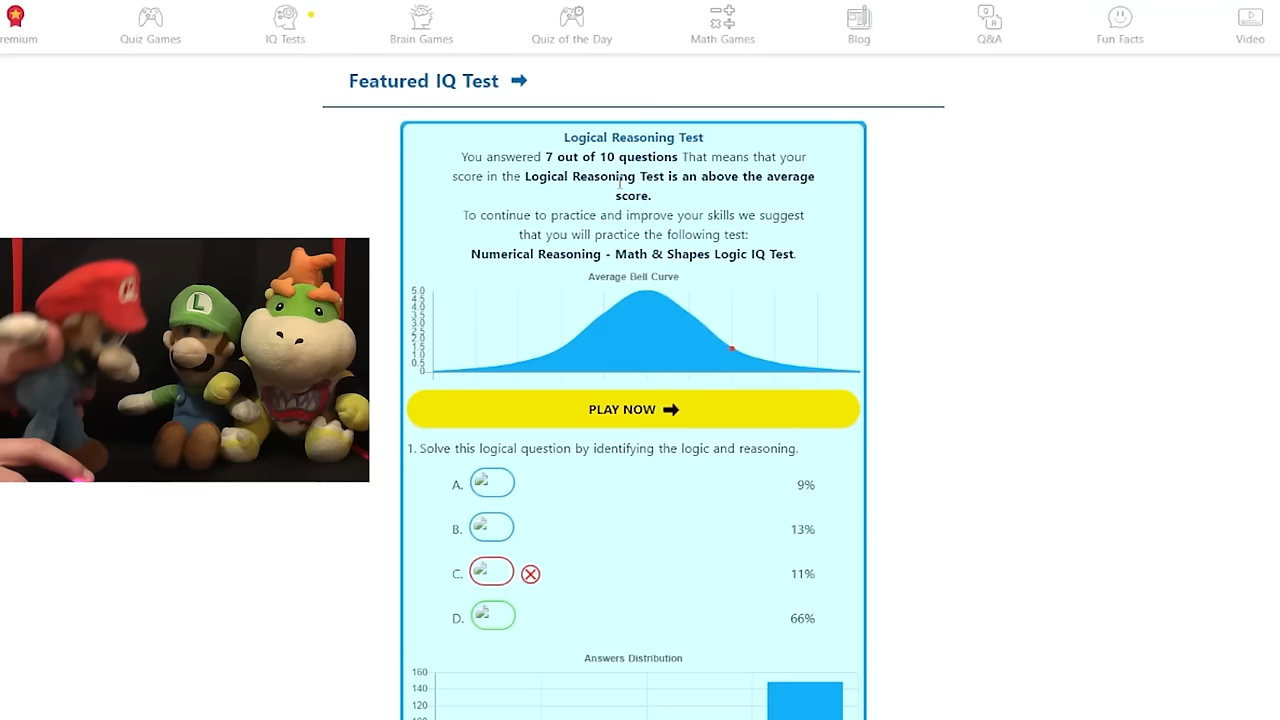 remium
Quiz Games
IQ Tests
Brain Games
Quiz of the Day
Math Games
Blog
Q&A
Fun Facts
Video
Featured IQ Test
Logical Reasoning Test
You answered 7 out of 10 questions That means that your
score in the Logical Reasoning Test is an above the average
score.
To continue to practice and improve your skills we suggest
that you will practice the following test:
Numerical Reasoning - Math & Shapes Logic IQ Test.
Average Bell Curve
5.0
4.5
4.0
3.5
3.0
2.5
2.0
1.5
1.0
0.5
0
L
PLAY NOW
1. Solve this logical question by identifying the logic and reasoning.
A. 9%
B. 13%
C. 11%
D. 66%
Answers Distribution
160
140
120